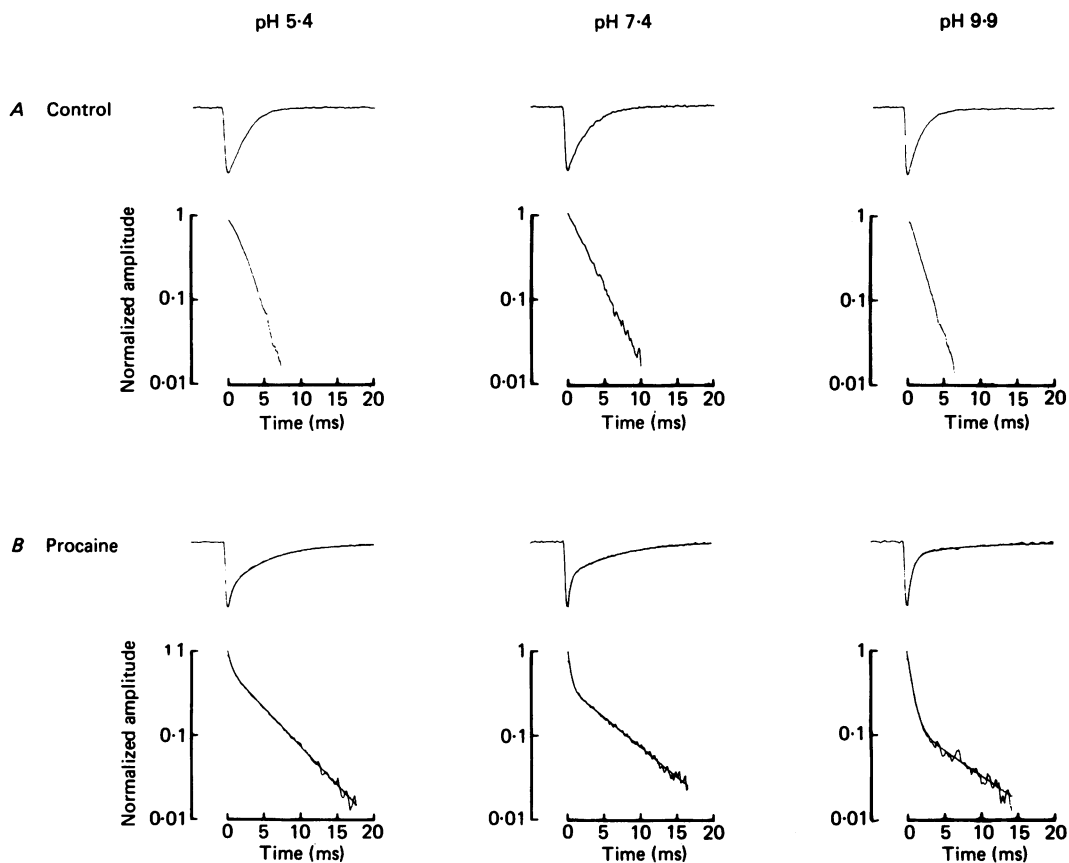 pH 5·4 pH 7·4 pH 9·9
A Control
Normalized amplitude
1 1 1
0·1 0·1 0·1
0·01 0·01 0·01
0 5 10 15 20 0 5 10 15 20 0 5 10 15 20
Time (ms) Time (ms) Time (ms)
B Procaine
Normalized amplitude
1 1 1 1
0·1 0·1 0·1
0·01 0·01 0·01
0 5 10 15 20 0 5 10 15 20 0 5 10 15 20
Time (ms) Time (ms) Time (ms)